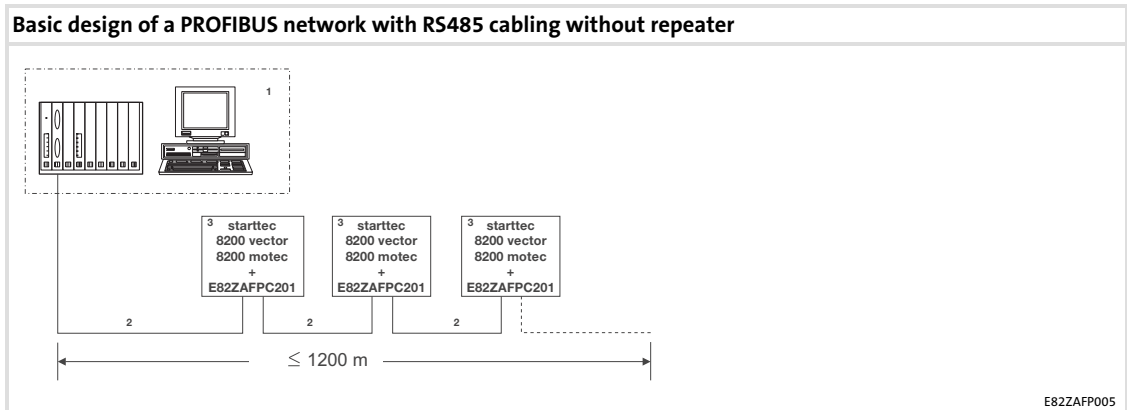 Basic design of a PROFIBUS network with RS485 cabling without repeater
1
3 starttec
8200 vector
8200 motec
+
E82ZAFPC201
3 starttec
8200 vector
8200 motec
+
E82ZAFPC201
3 starttec
8200 vector
8200 motec
+
E82ZAFPC201
2
2
2
≤ 1200 m
E82ZAFP005